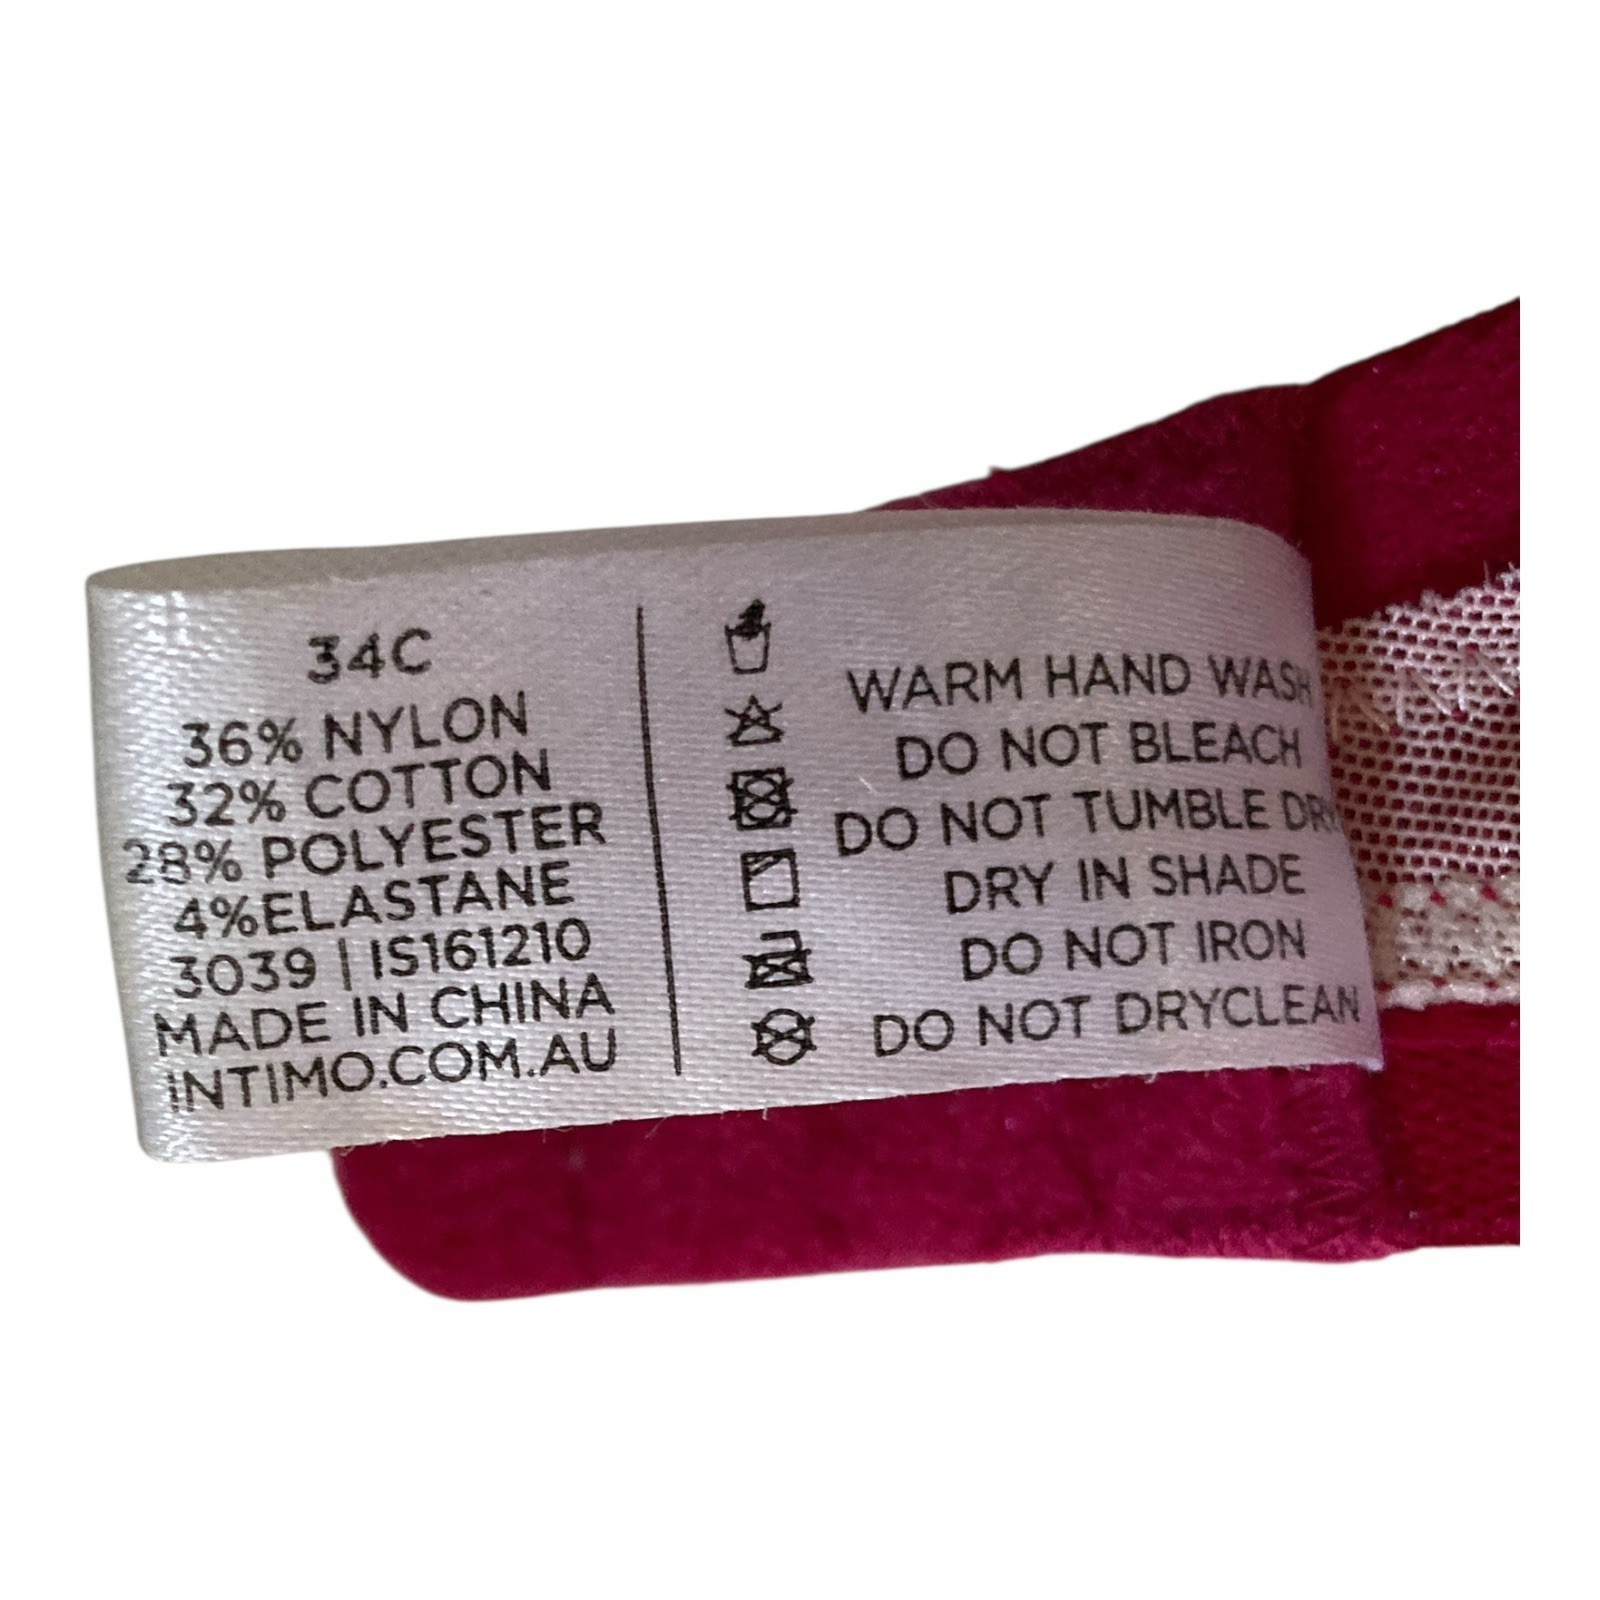 34C
36% NYLON
32% COTTON
28% POLYESTER
4%ELASTANE
3039 | IS161210
MADE IN CHINA
INTIMO.COM.AU
WARM HAND WASH
DO NOT BLEACH
DO NOT TUMBLE DRY
DRY IN SHADE
DO NOT IRON
DO NOT DRYCLEAN